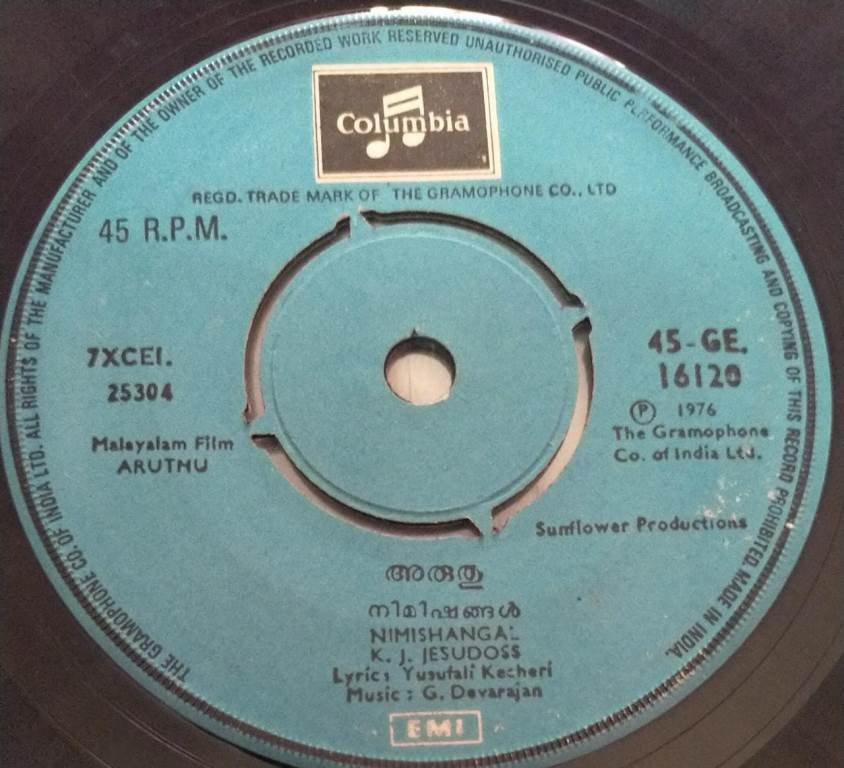 THE GRAMOPHONE CO. OF INDIA LTD. ALL RIGHTS OF THE MANUFACTURER AND OF THE OWNER OF THE RECORDED WORK RESERVED UNAUTHORISED PUBLIC PERFORMANCE BROADCASTING AND COPYING OF THIS RECORD PROHIBITED. MADE IN INDIA.
Columbia
REGD. TRADE MARK OF THE GRAMOPHONE CO., LTD
45 R.P.M.
7XCEI.
25304
Malayalam Film
ARUTHU
45-GE.
16120
Ⓟ 1976
The Gramophone
Co. of India Ltd.
Sunflower Productions
അരുതു
നിമിഷങ്ങൾ
NIMISHANGAL
K. J. JESUDOSS
Lyric: Yusufali Kecheri
Music : G. Devarajan
EMI